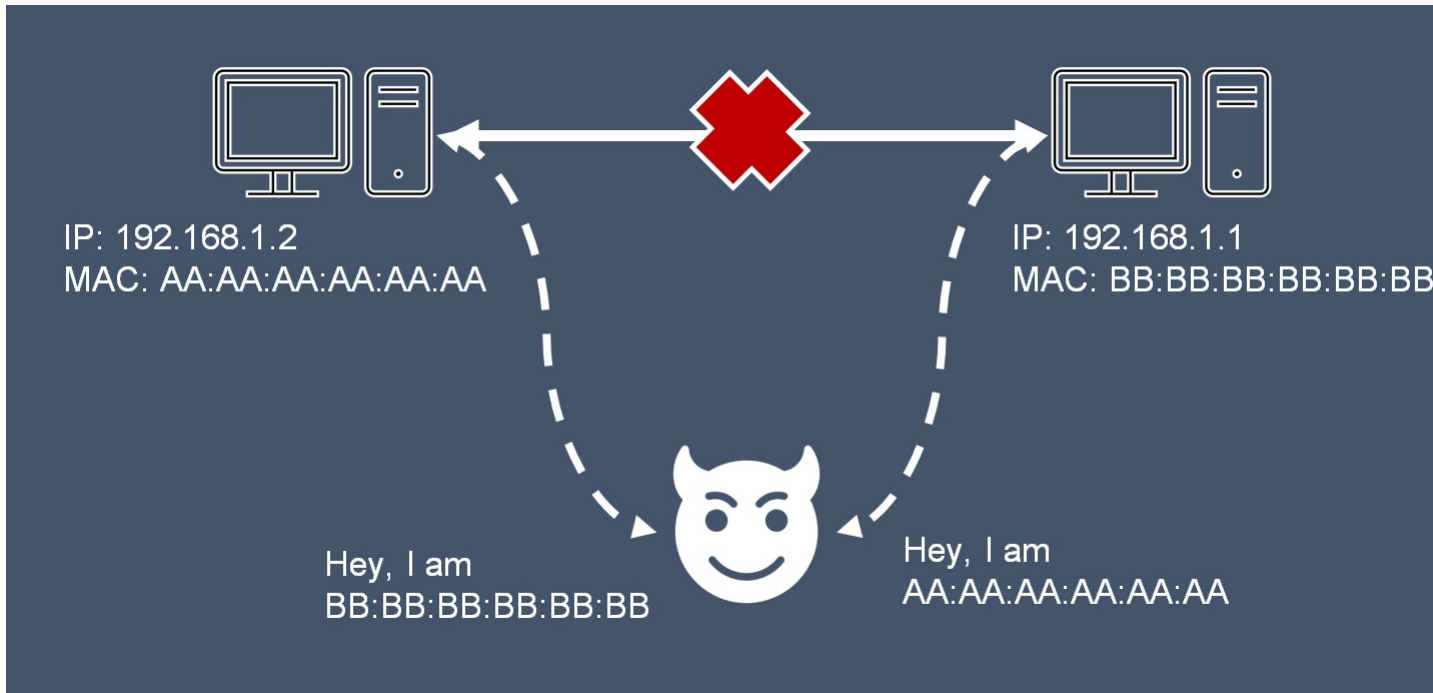 IP: 192.168.1.2
MAC: AA:AA:AA:AA:AA:AA
IP: 192.168.1.1
MAC: BB:BB:BB:BB:BB:BB
Hey, I am
BB:BB:BB:BB:BB:BB
Hey, I am
AA:AA:AA:AA:AA:AA